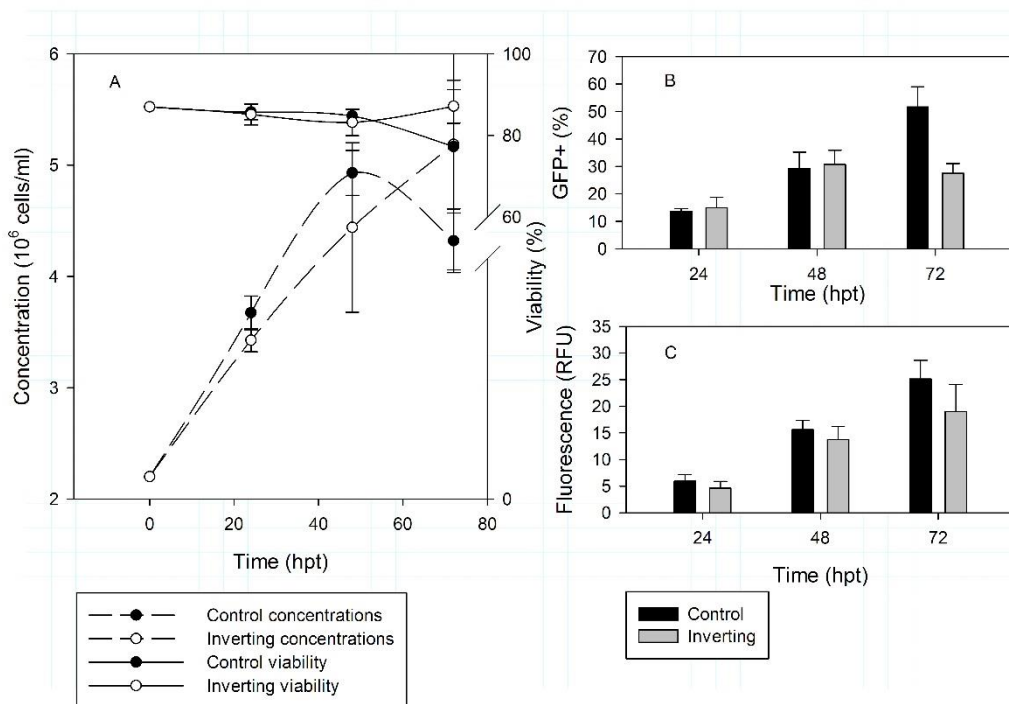 A
6
5
4
3
2
Concentration (10⁶ cells/ml)
100
80
60
0
Viability (%)
0 20 40 60 80
Time (hpt)
Control concentrations
Inverting concentrations
Control viability
Inverting viability
B
70
60
50
40
30
20
10
0
GFP+ (%)
24 48 72
Time (hpt)
C
35
30
25
20
15
10
5
0
Fluorescence (RFU)
24 48 72
Time (hpt)
Control
Inverting